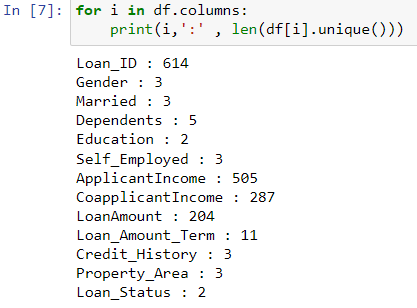 In [7]: for i in df.columns:
    print(i,':' , len(df[i].unique()))
Loan_ID : 614
Gender : 3
Married : 3
Dependents : 5
Education : 2
Self_Employed : 3
ApplicantIncome : 505
CoapplicantIncome : 287
LoanAmount : 204
Loan_Amount_Term : 11
Credit_History : 3
Property_Area : 3
Loan_Status : 2